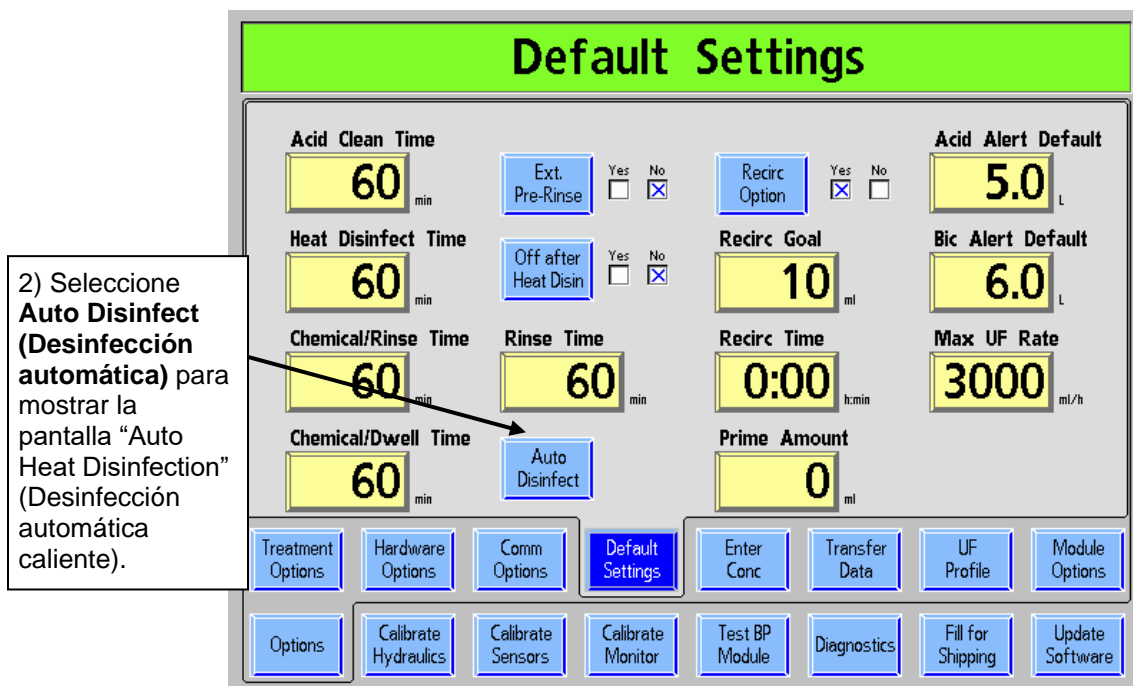 Default Settings
Acid Clean Time
60 min
Ext.
Pre-Rinse
Yes No
Recirc
Option
Yes No
Acid Alert Default
5.0 L
Heat Disinfect Time
60 min
Off after
Heat Disin
Yes No
Recirc Goal
10 ml
Bic Alert Default
6.0 L
Chemical/Rinse Time
60 min
Rinse Time
60 min
Recirc Time
0:00 h:min
Max UF Rate
3000 ml/h
Chemical/Dwell Time
60 min
Auto
Disinfect
Prime Amount
0 ml
2) Seleccione
Auto Disinfect
(Desinfección
automática) para
mostrar la
pantalla “Auto
Heat Disinfection”
(Desinfección
automática
caliente).
Treatment
Options
Hardware
Options
Comm
Options
Default
Settings
Enter
Conc
Transfer
Data
UF
Profile
Module
Options
Options
Calibrate
Hydraulics
Calibrate
Sensors
Calibrate
Monitor
Test BP
Module
Diagnostics
Fill for
Shipping
Update
Software